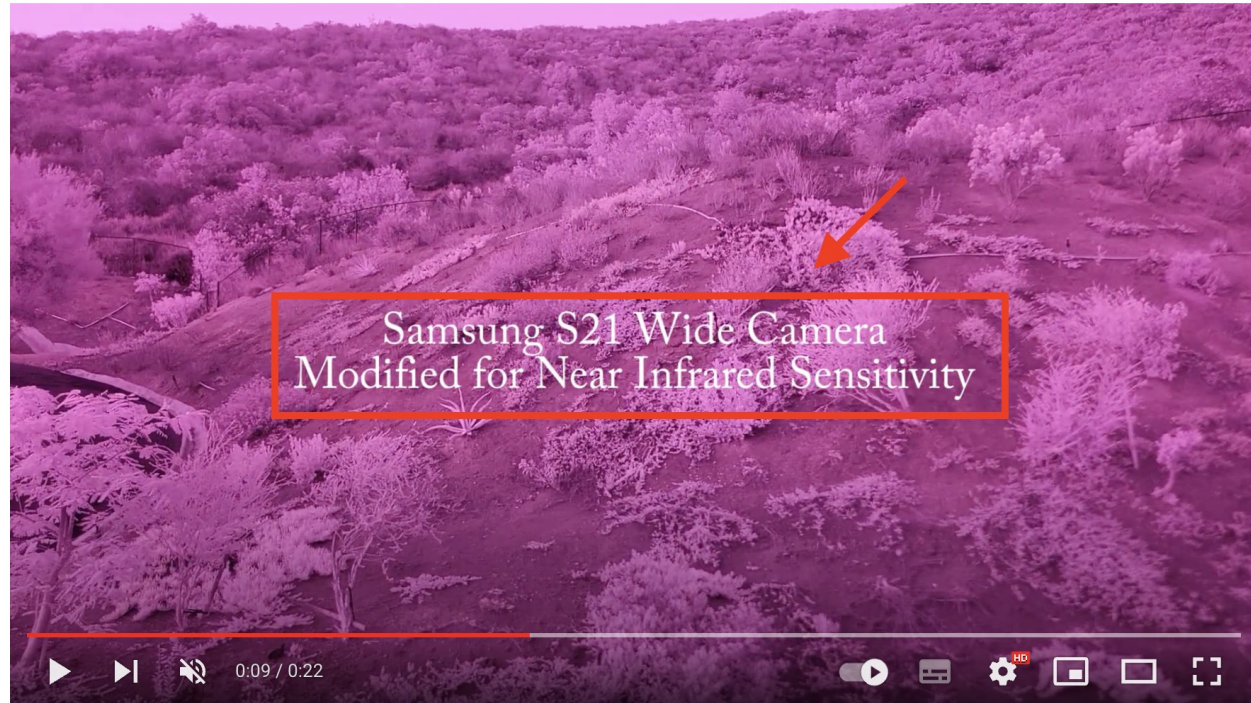 Samsung S21 Wide Camera
Modified for Near Infrared Sensitivity
0:09 / 0:22
HD